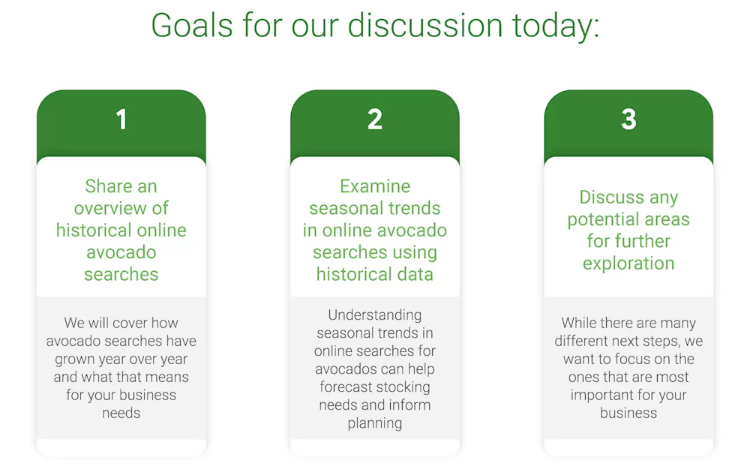 Goals for our discussion today:
1
Share an
overview of
historical online
avocado
searches
We will cover how
avocado searches have
grown year over year
and what that means
for your business
needs
2
Examine
seasonal trends
in online avocado
searches using
historical data
Understanding
seasonal trends in
online searches for
avocados can help
forecast stocking
needs and inform
planning
3
Discuss any
potential areas
for further
exploration
While there are many
different next steps, we
want to focus on the
ones that are most
important for your
business